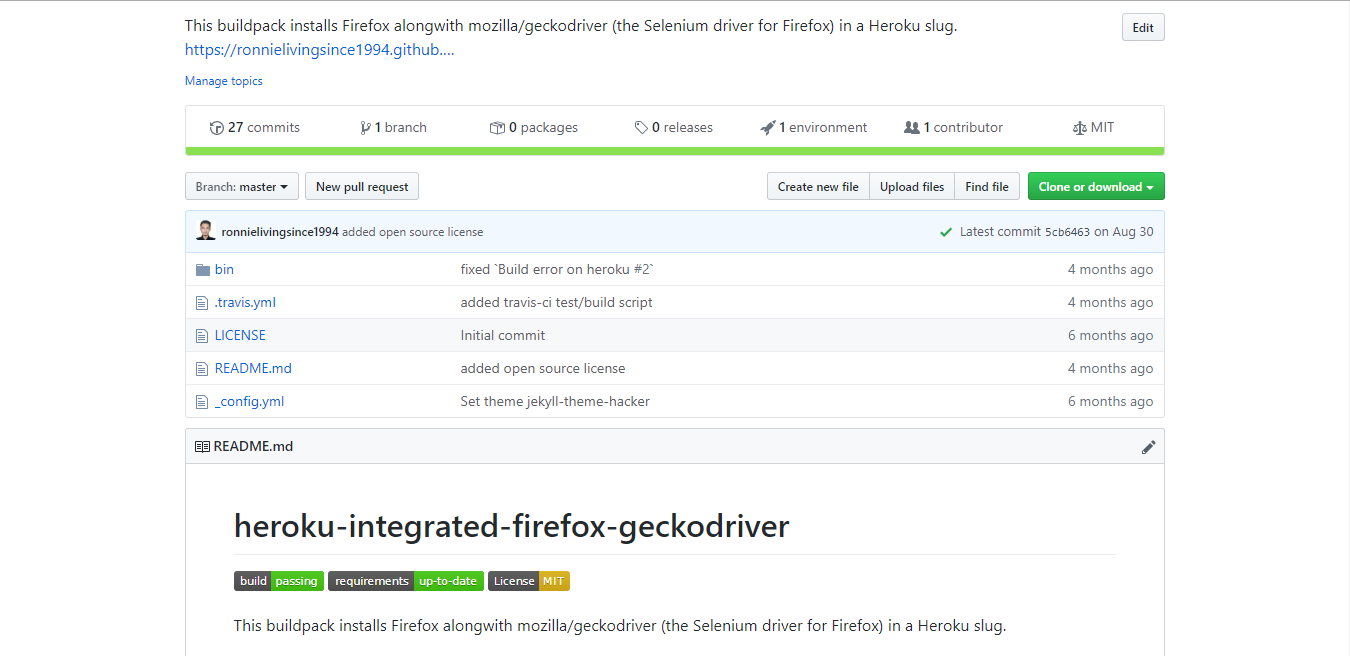 This buildpack installs Firefox alongwith mozilla/geckodriver (the Selenium driver for Firefox) in a Heroku slug.
Edit
https://ronnielivingsince1994.github....
Manage topics
27 commits 1 branch 0 packages 0 releases 1 environment 1 contributor MIT
Branch: master New pull request Create new file Upload files Find file Clone or download
ronnielivingsince1994 added open source license Latest commit 5cb6463 on Aug 30
bin fixed `Build error on heroku #2` 4 months ago
.travis.yml added travis-ci test/build script 4 months ago
LICENSE Initial commit 6 months ago
README.md added open source license 4 months ago
_config.yml Set theme jekyll-theme-hacker 6 months ago
README.md
heroku-integrated-firefox-geckodriver
build passing requirements up-to-date License MIT
This buildpack installs Firefox alongwith mozilla/geckodriver (the Selenium driver for Firefox) in a Heroku slug.